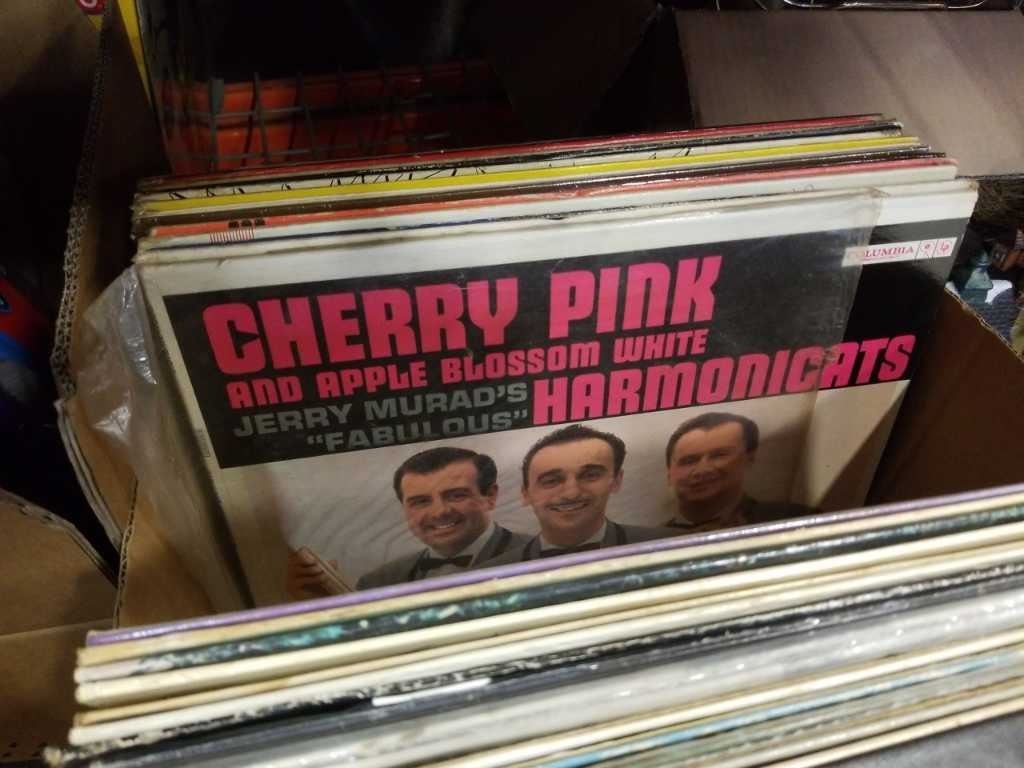 COLUMBIA
CHERRY PINK
AND APPLE BLOSSOM WHITE
JERRY MURAD'S
"FABULOUS"
HARMONICATS